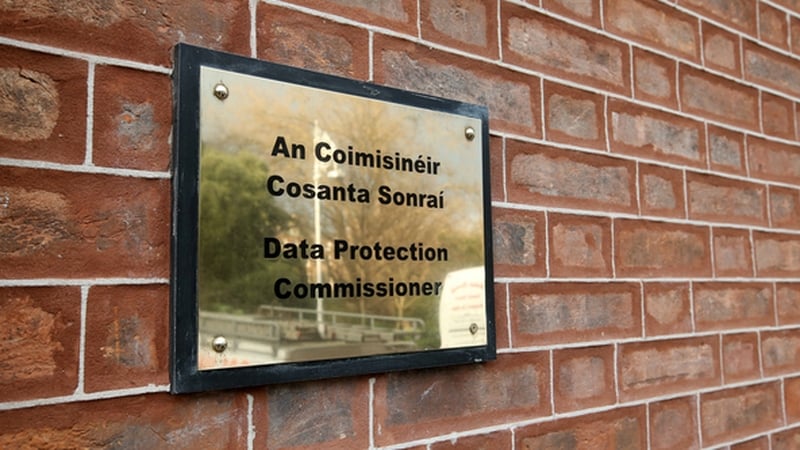 An Coimisinéir
Cosanta Sonraí
Data Protection
Commissioner